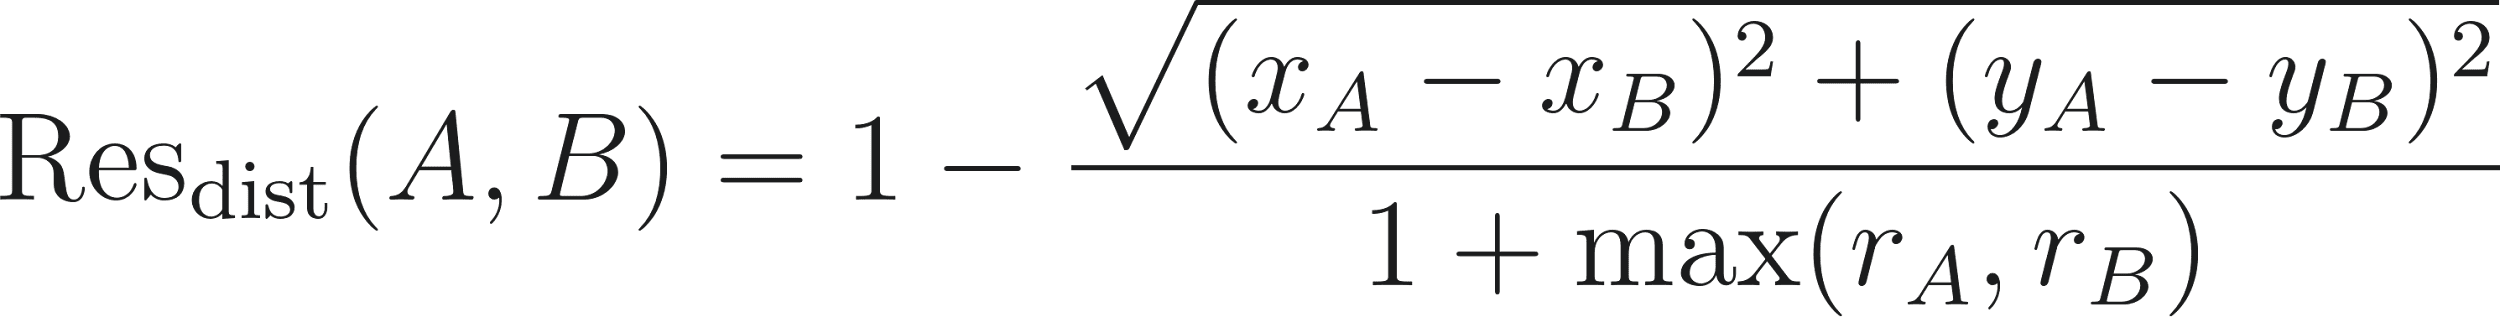 Res_dist(A, B) = 1 − √((x_A − x_B)² + (y_A − y_B)²) / (1 + max(r_A, r_B))